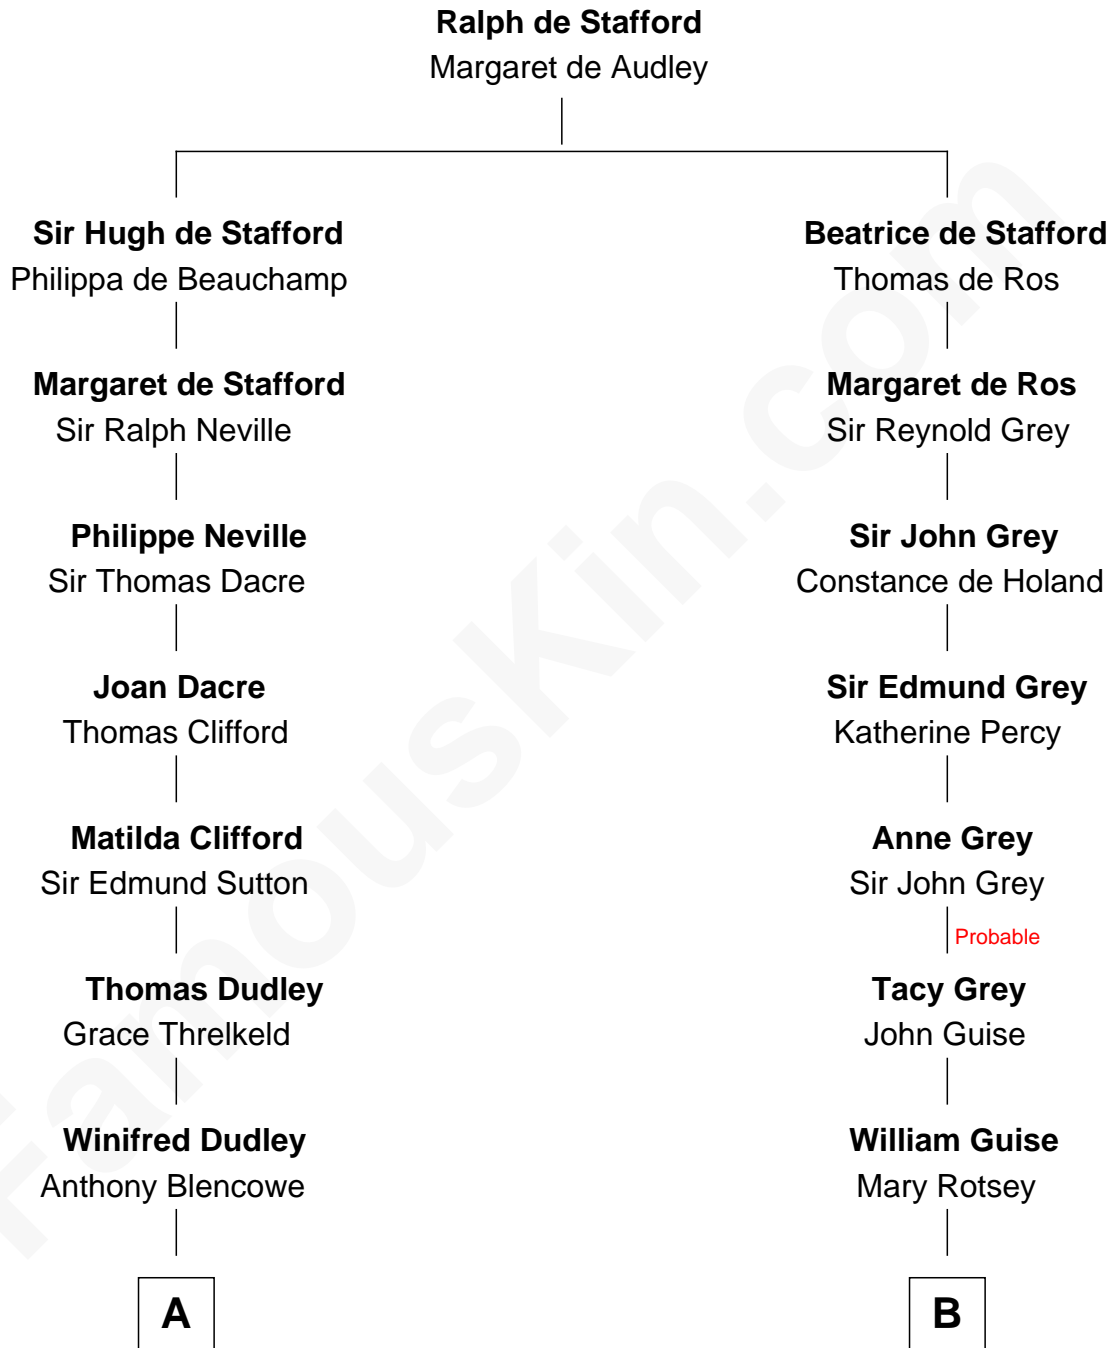 Ralph de Stafford
Margaret de Audley
Sir Hugh de Stafford
Philippa de Beauchamp
Beatrice de Stafford
Thomas de Ros
Margaret de Stafford
Sir Ralph Neville
Margaret de Ros
Sir Reynold Grey
Philippe Neville
Sir Thomas Dacre
Sir John Grey
Constance de Holand
Joan Dacre
Thomas Clifford
Sir Edmund Grey
Katherine Percy
Matilda Clifford
Sir Edmund Sutton
Anne Grey
Sir John Grey
Probable
Thomas Dudley
Grace Threlkeld
Tacy Grey
John Guise
Winifred Dudley
Anthony Blencowe
William Guise
Mary Rotsey
A
B
FamousKin.com